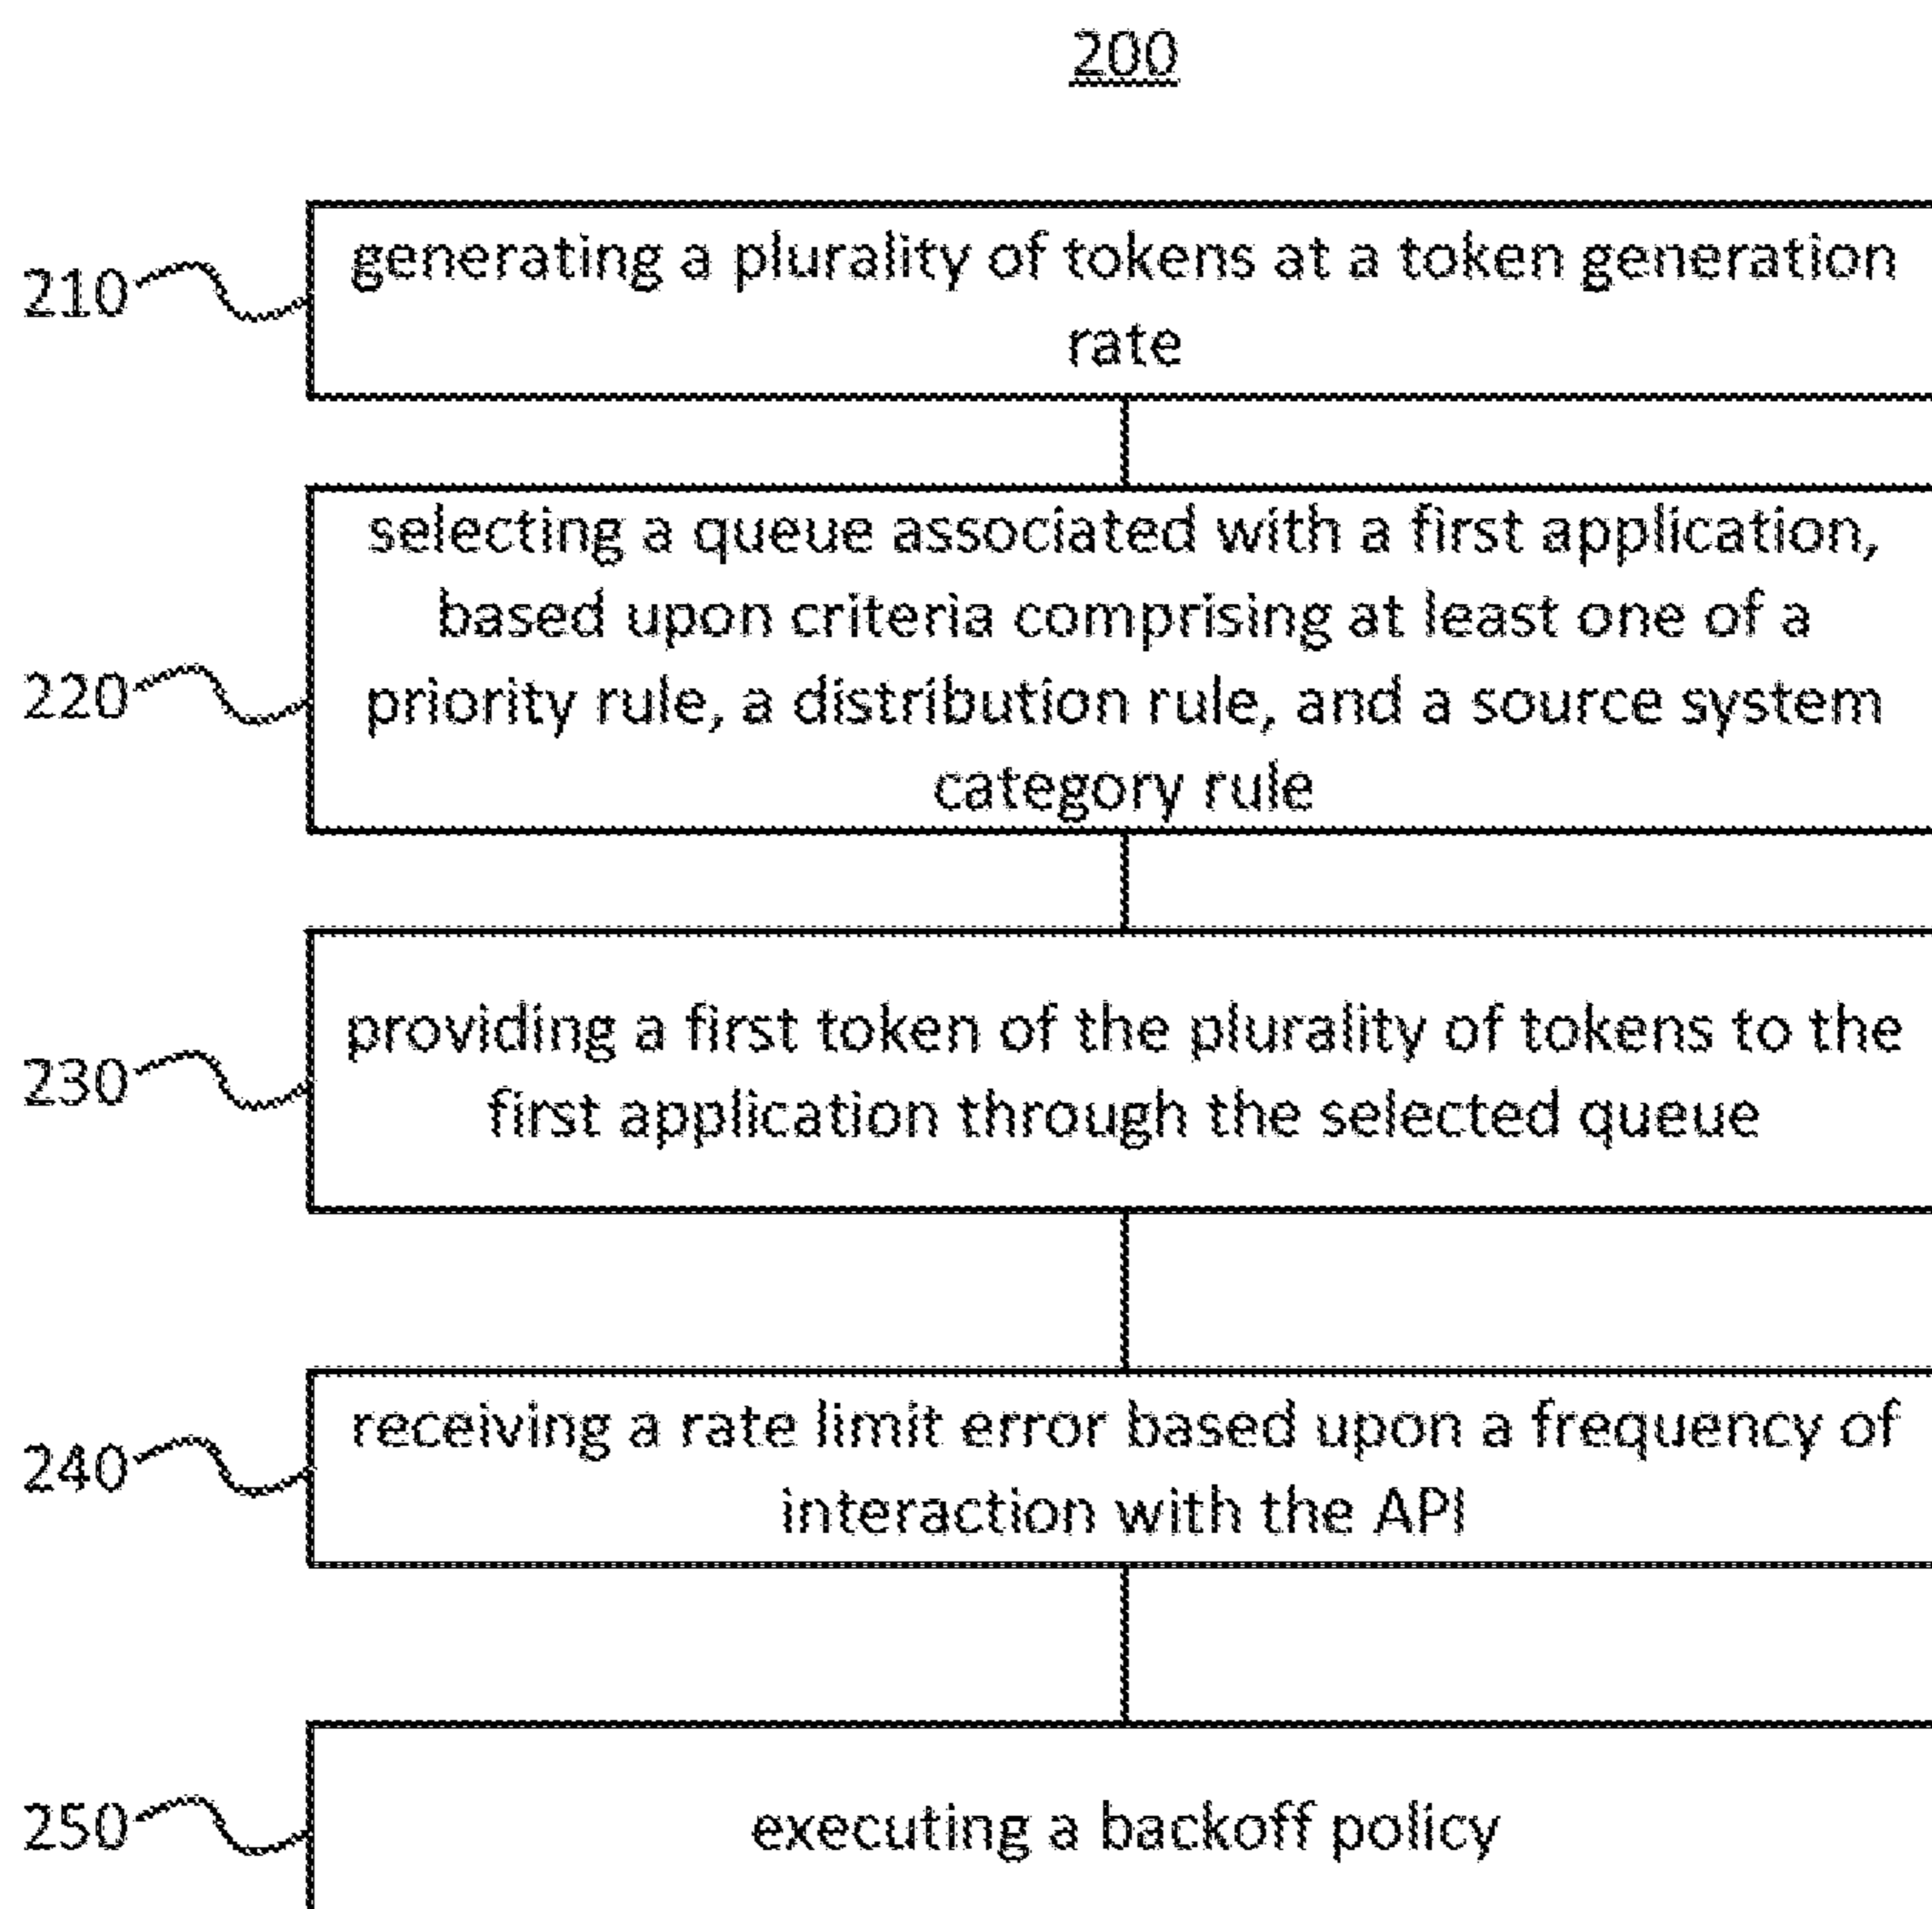 200
210
generating a plurality of tokens at a token generation
rate
220
selecting a queue associated with a first application,
based upon criteria comprising at least one of a
priority rule, a distribution rule, and a source system
category rule
230
providing a first token of the plurality of tokens to the
first application through the selected queue
240
receiving a rate limit error based upon a frequency of
interaction with the API
250
executing a backoff policy